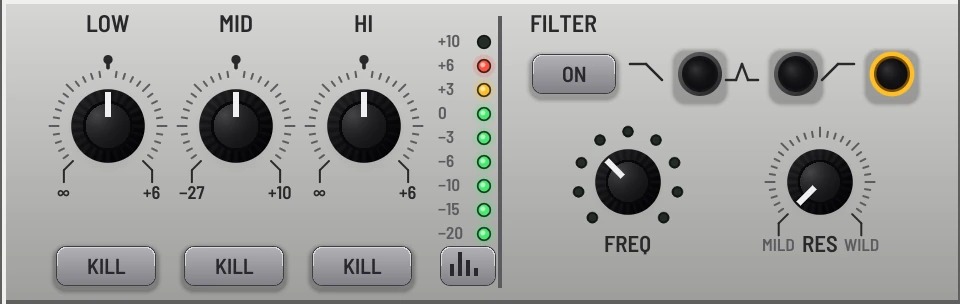 LOW MID HI
∞ +6 −27 +10 ∞ +6
KILL KILL KILL
+10
+6
+3
0
−3
−6
−10
−15
−20
FILTER
ON
FREQ
MILD RES WILD